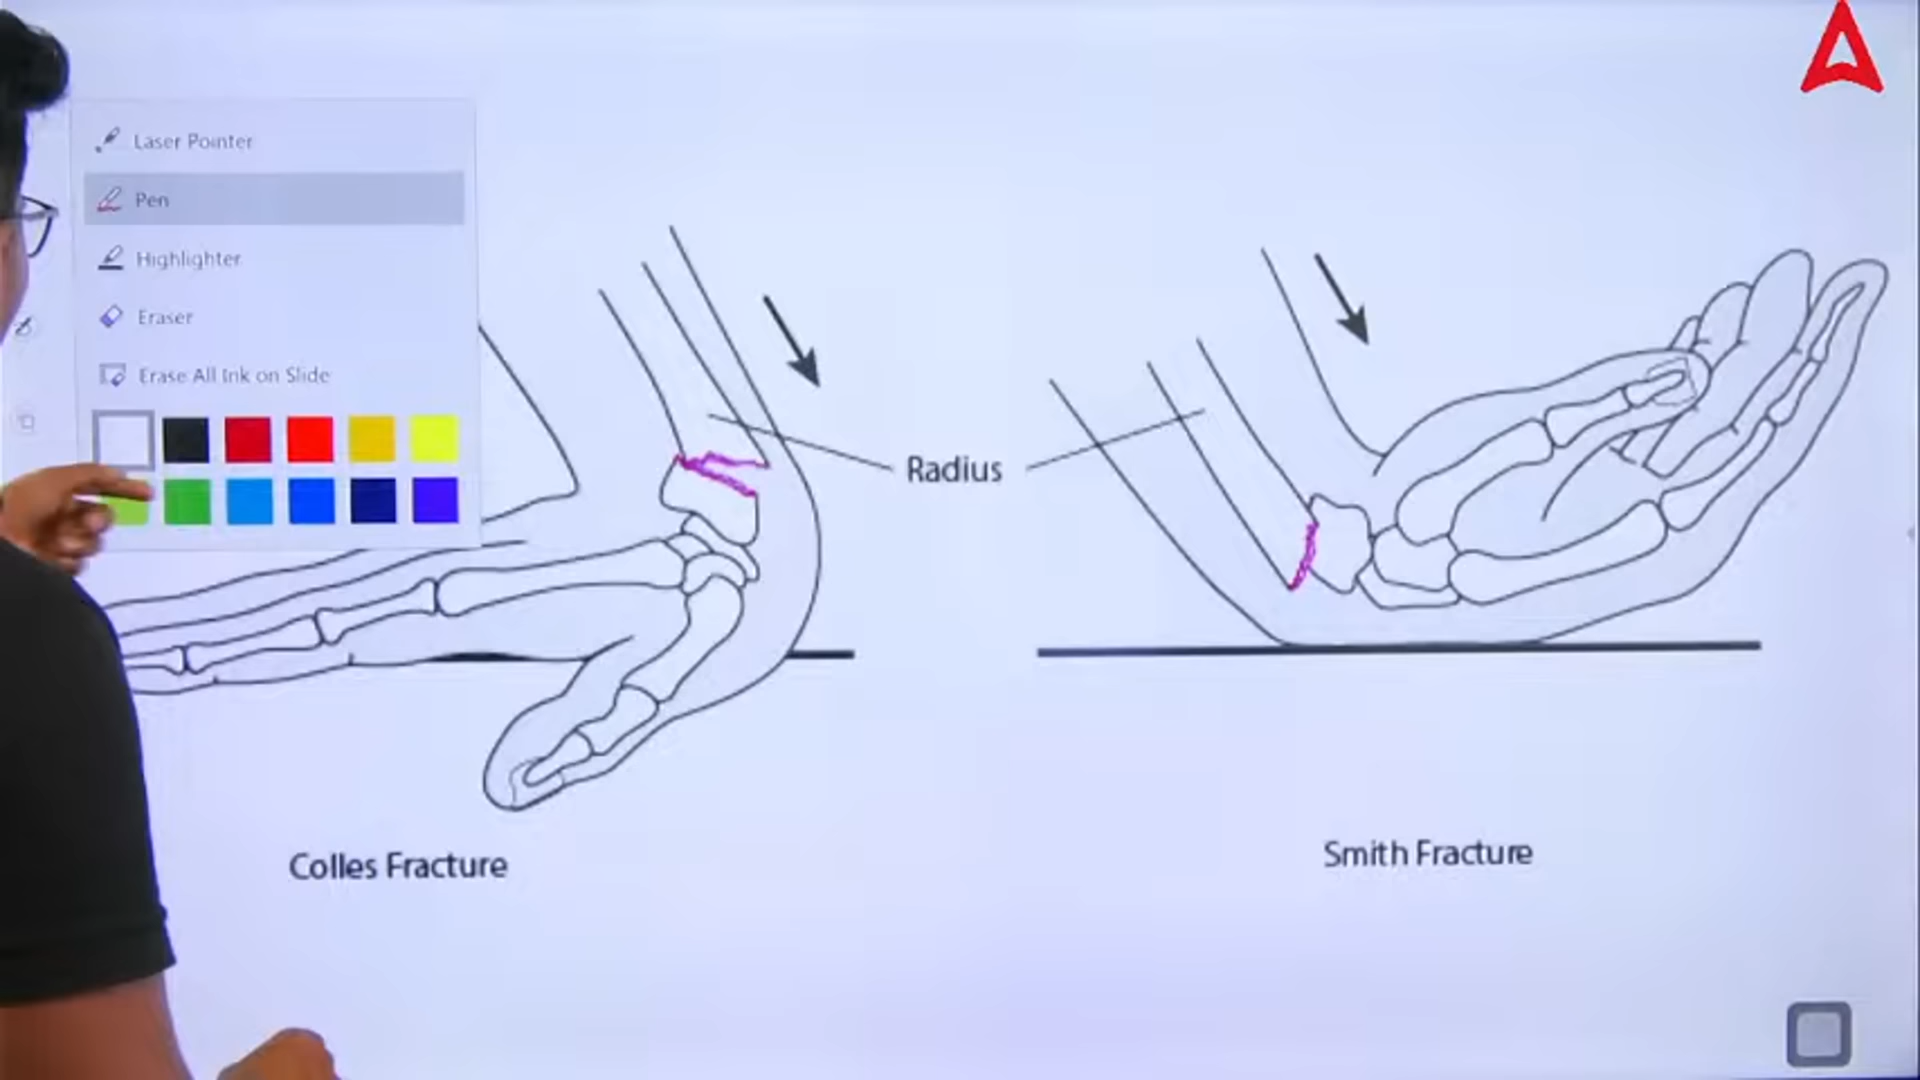 Laser Pointer
Pen
Highlighter
Eraser
Erase All Ink on Slide
Radius
Colles Fracture
Smith Fracture